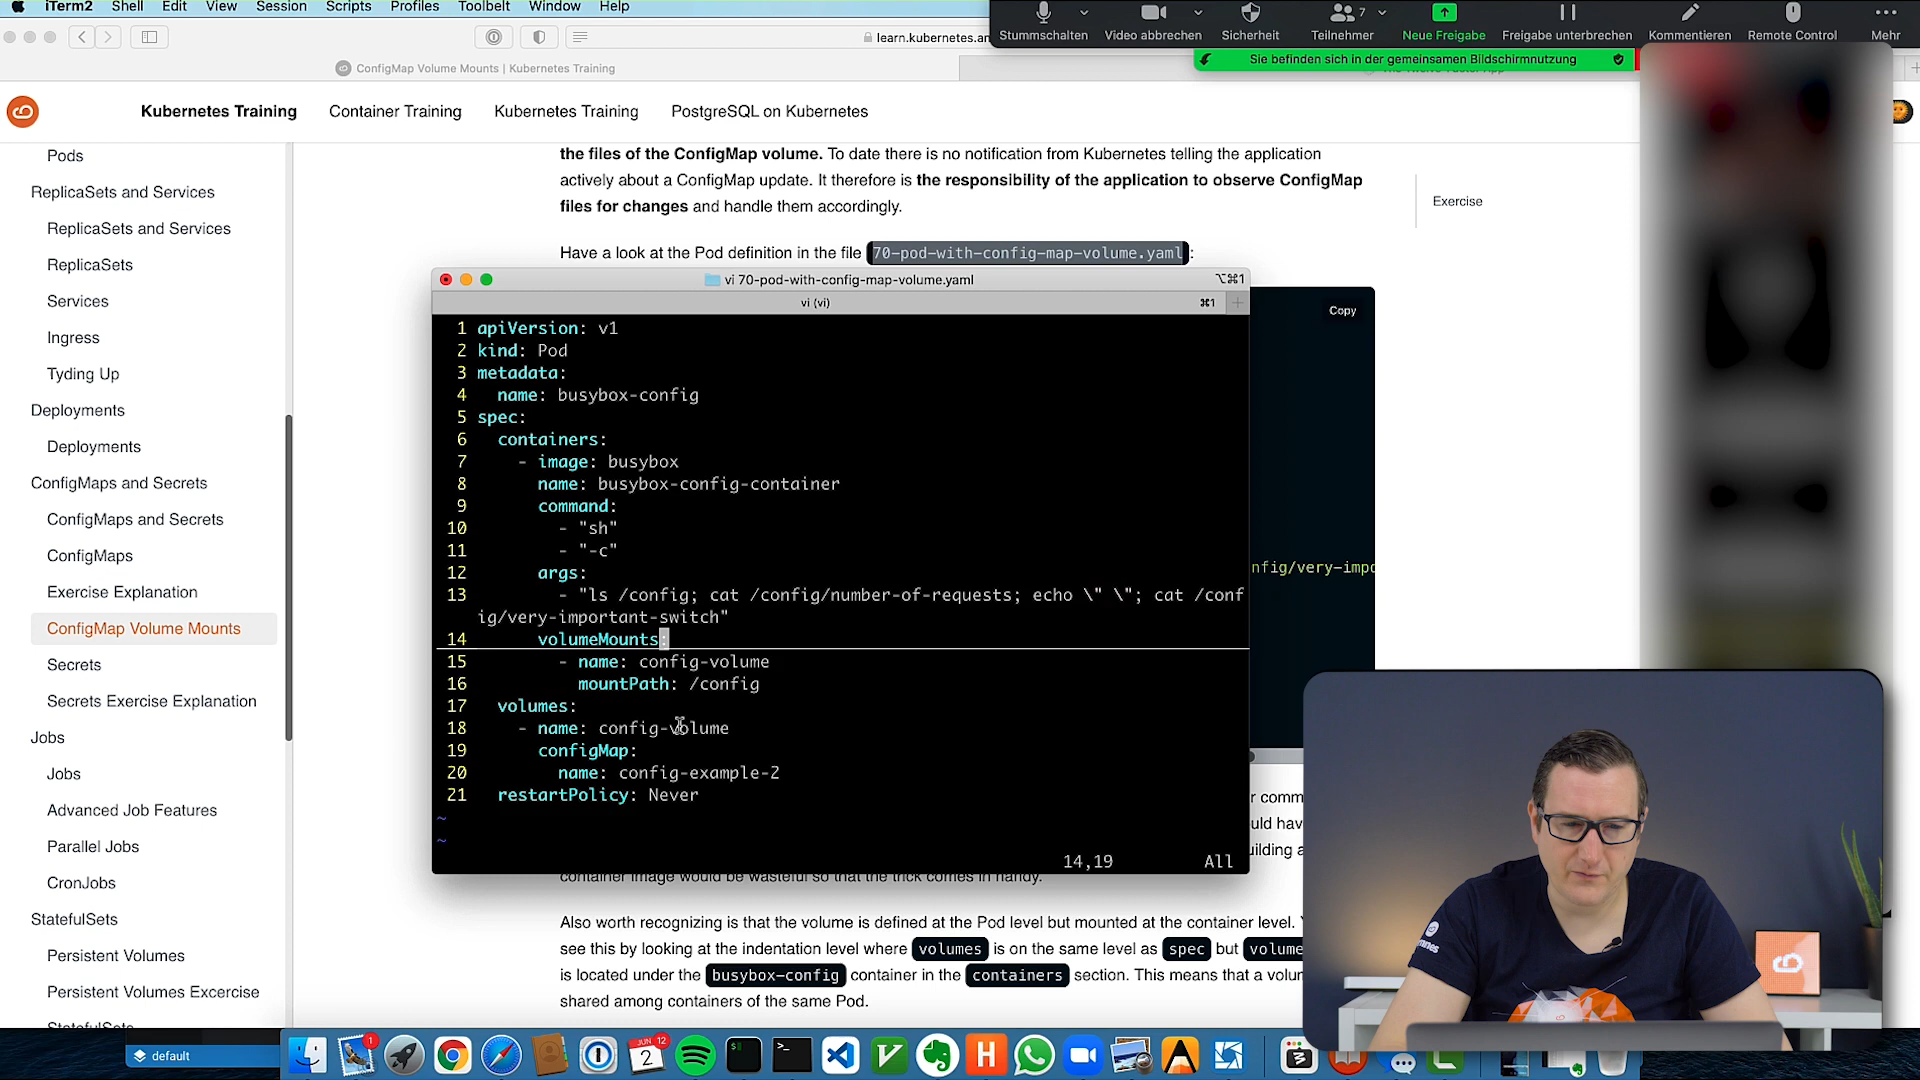 iTerm2 Shell Edit View Session Scripts Profiles Toolbelt Window Help
Stummschalten Video abbrechen Sicherheit 7 Teilnehmer Neue Freigabe Freigabe unterbrechen Kommentieren Remote Control Mehr
learn.kubernetes.an
Sie befinden sich in der gemeinsamen Bildschirmnutzung
ConfigMap Volume Mounts | Kubernetes Training
Kubernetes Training Container Training Kubernetes Training PostgreSQL on Kubernetes
Pods
ReplicaSets and Services
ReplicaSets and Services
ReplicaSets
Services
Ingress
Tyding Up
Deployments
Deployments
ConfigMaps and Secrets
ConfigMaps and Secrets
ConfigMaps
Exercise Explanation
ConfigMap Volume Mounts
Secrets
Secrets Exercise Explanation
Jobs
Jobs
Advanced Job Features
Parallel Jobs
CronJobs
StatefulSets
Persistent Volumes
Persistent Volumes Excercise
StatefulSets
the files of the ConfigMap volume. To date there is no notification from Kubernetes telling the application
actively about a ConfigMap update. It therefore is the responsibility of the application to observe ConfigMap
files for changes and handle them accordingly.
Exercise
Have a look at the Pod definition in the file 70-pod-with-config-map-volume.yaml :
Copy
nfig/very-impo
vi 70-pod-with-config-map-volume.yaml ⌥⌘1
vi (vi) ⌘1
1 apiVersion: v1
2 kind: Pod
3 metadata:
4 name: busybox-config
5 spec:
6 containers:
7 - image: busybox
8 name: busybox-config-container
9 command:
10 - "sh"
11 - "-c"
12 args:
13 - "ls /config; cat /config/number-of-requests; echo \" \"; cat /conf
ig/very-important-switch"
14 volumeMounts:
15 - name: config-volume
16 mountPath: /config
17 volumes:
18 - name: config-volume
19 configMap:
20 name: config-example-2
21 restartPolicy: Never
~
~
14,19 All
r comm
uld hav
uilding a
container image would be wasteful so that the trick comes in handy.
Also worth recognizing is that the volume is defined at the Pod level but mounted at the container level. Y
see this by looking at the indentation level where volumes is on the same level as spec but volume
is located under the busybox-config container in the containers section. This means that a volum
shared among containers of the same Pod.
default
1
JUN 12
2